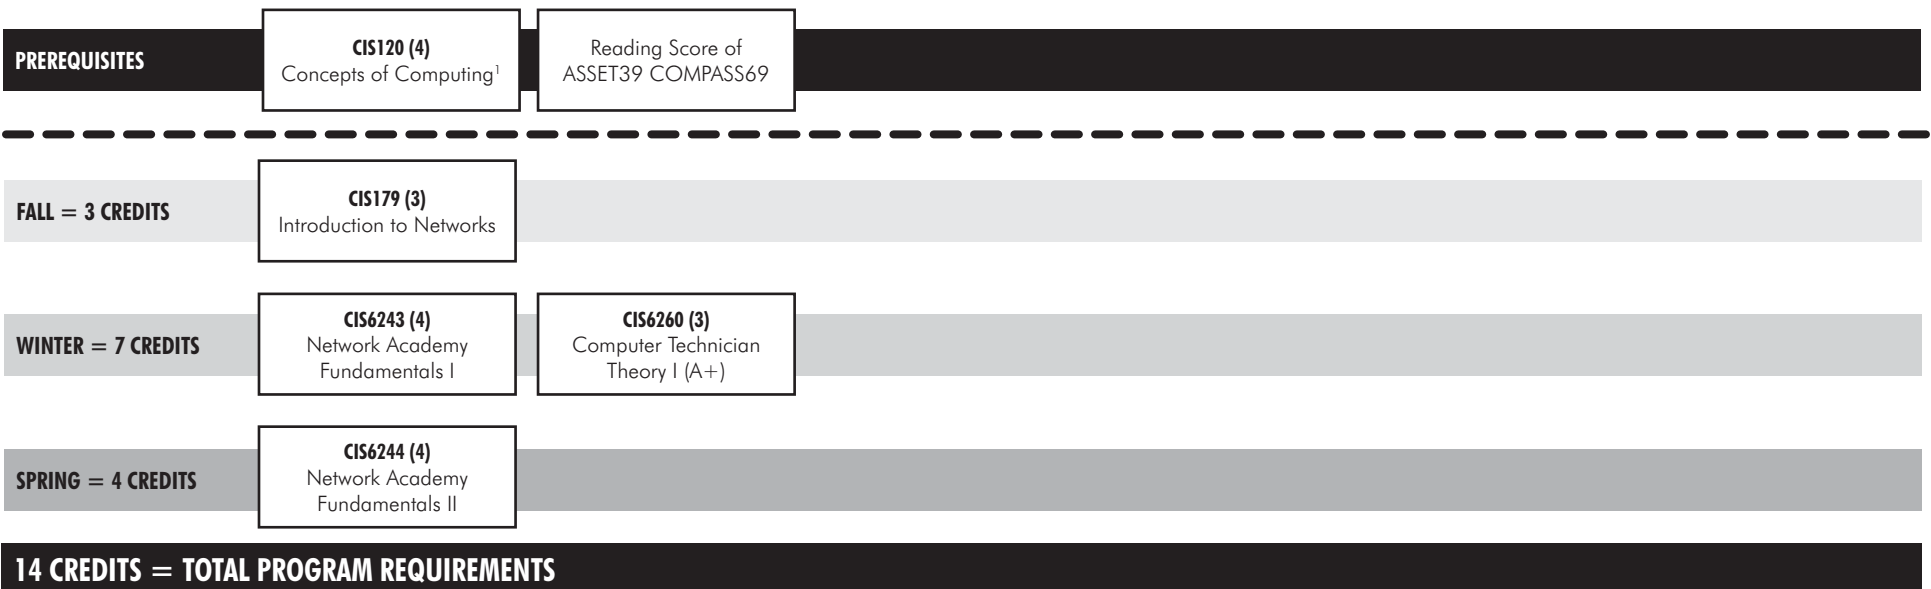 PREREQUISITES
CIS120 (4)
Concepts of Computing¹
Reading Score of
ASSET39 COMPASS69
FALL = 3 CREDITS
CIS179 (3)
Introduction to Networks
WINTER = 7 CREDITS
CIS6243 (4)
Network Academy
Fundamentals I
CIS6260 (3)
Computer Technician
Theory I (A+)
SPRING = 4 CREDITS
CIS6244 (4)
Network Academy
Fundamentals II
14 CREDITS = TOTAL PROGRAM REQUIREMENTS